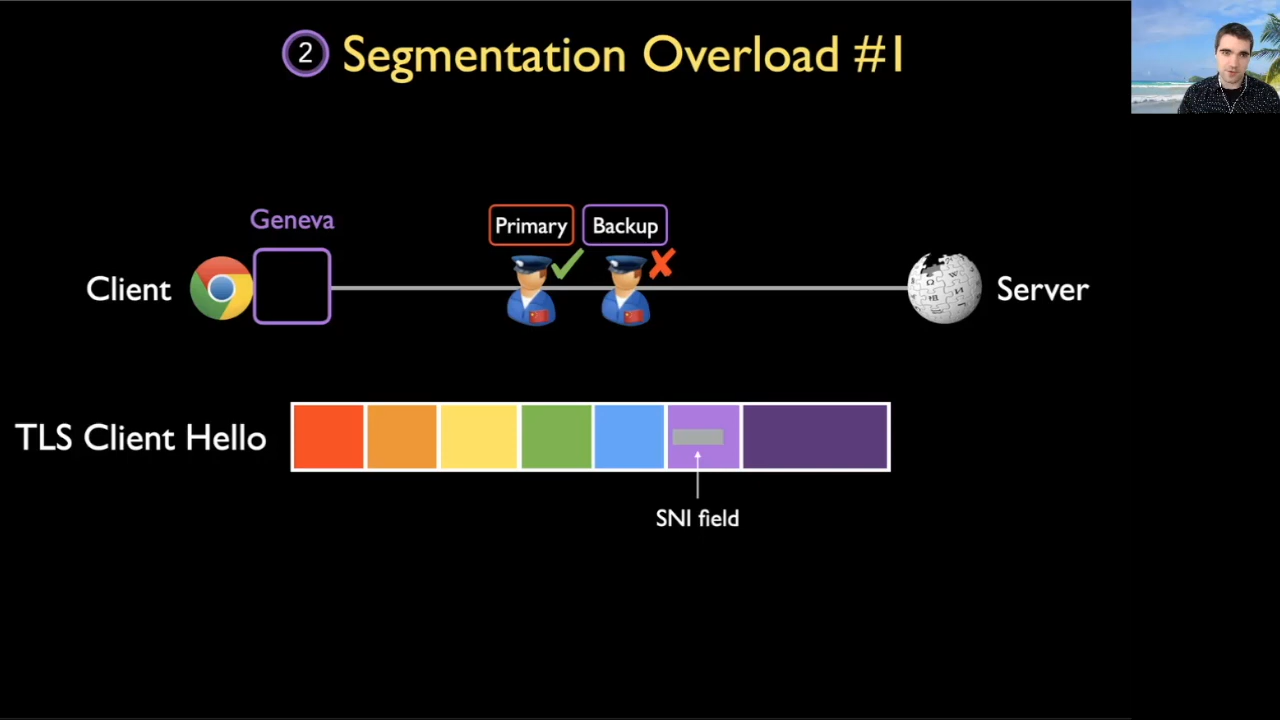 2 Segmentation Overload #1
Geneva
Primary
Backup
Client
Server
TLS Client Hello
SNI field